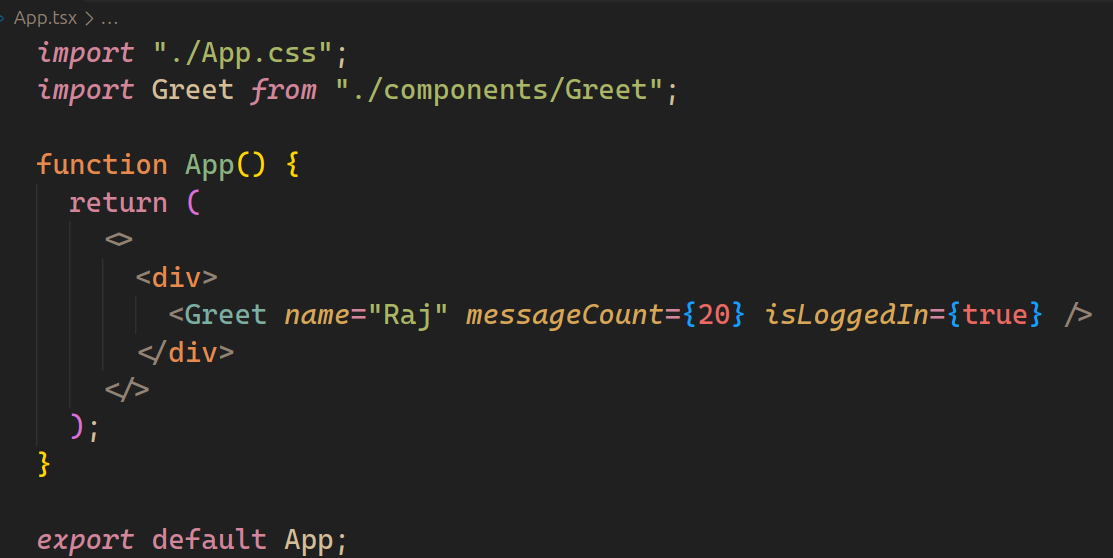 App.tsx > ...
import "./App.css";
import Greet from "./components/Greet";
function App() {
return (
<>
<div>
<Greet name="Raj" messageCount={20} isLoggedIn={true} />
</div>
</>
);
}
export default App;